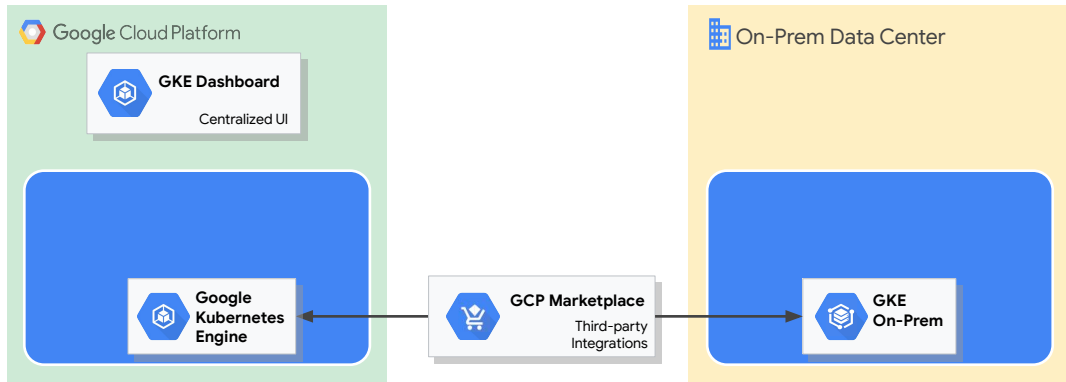 Google Cloud Platform
On-Prem Data Center
GKE Dashboard
Centralized UI
Google
Kubernetes
Engine
GCP Marketplace
Third-party
Integrations
GKE
On-Prem